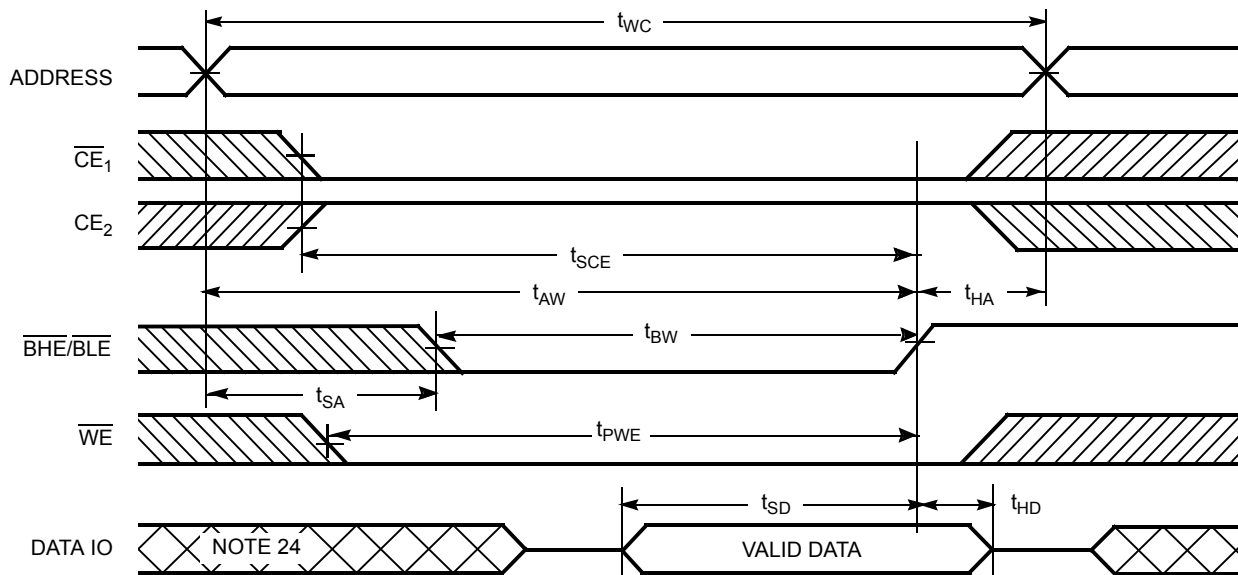 tWC
ADDRESS
CE1
CE2
tSCE
tAW
tHA
BHE/BLE
tBW
tSA
WE
tPWE
tSD
tHD
DATA IO
NOTE 24
VALID DATA